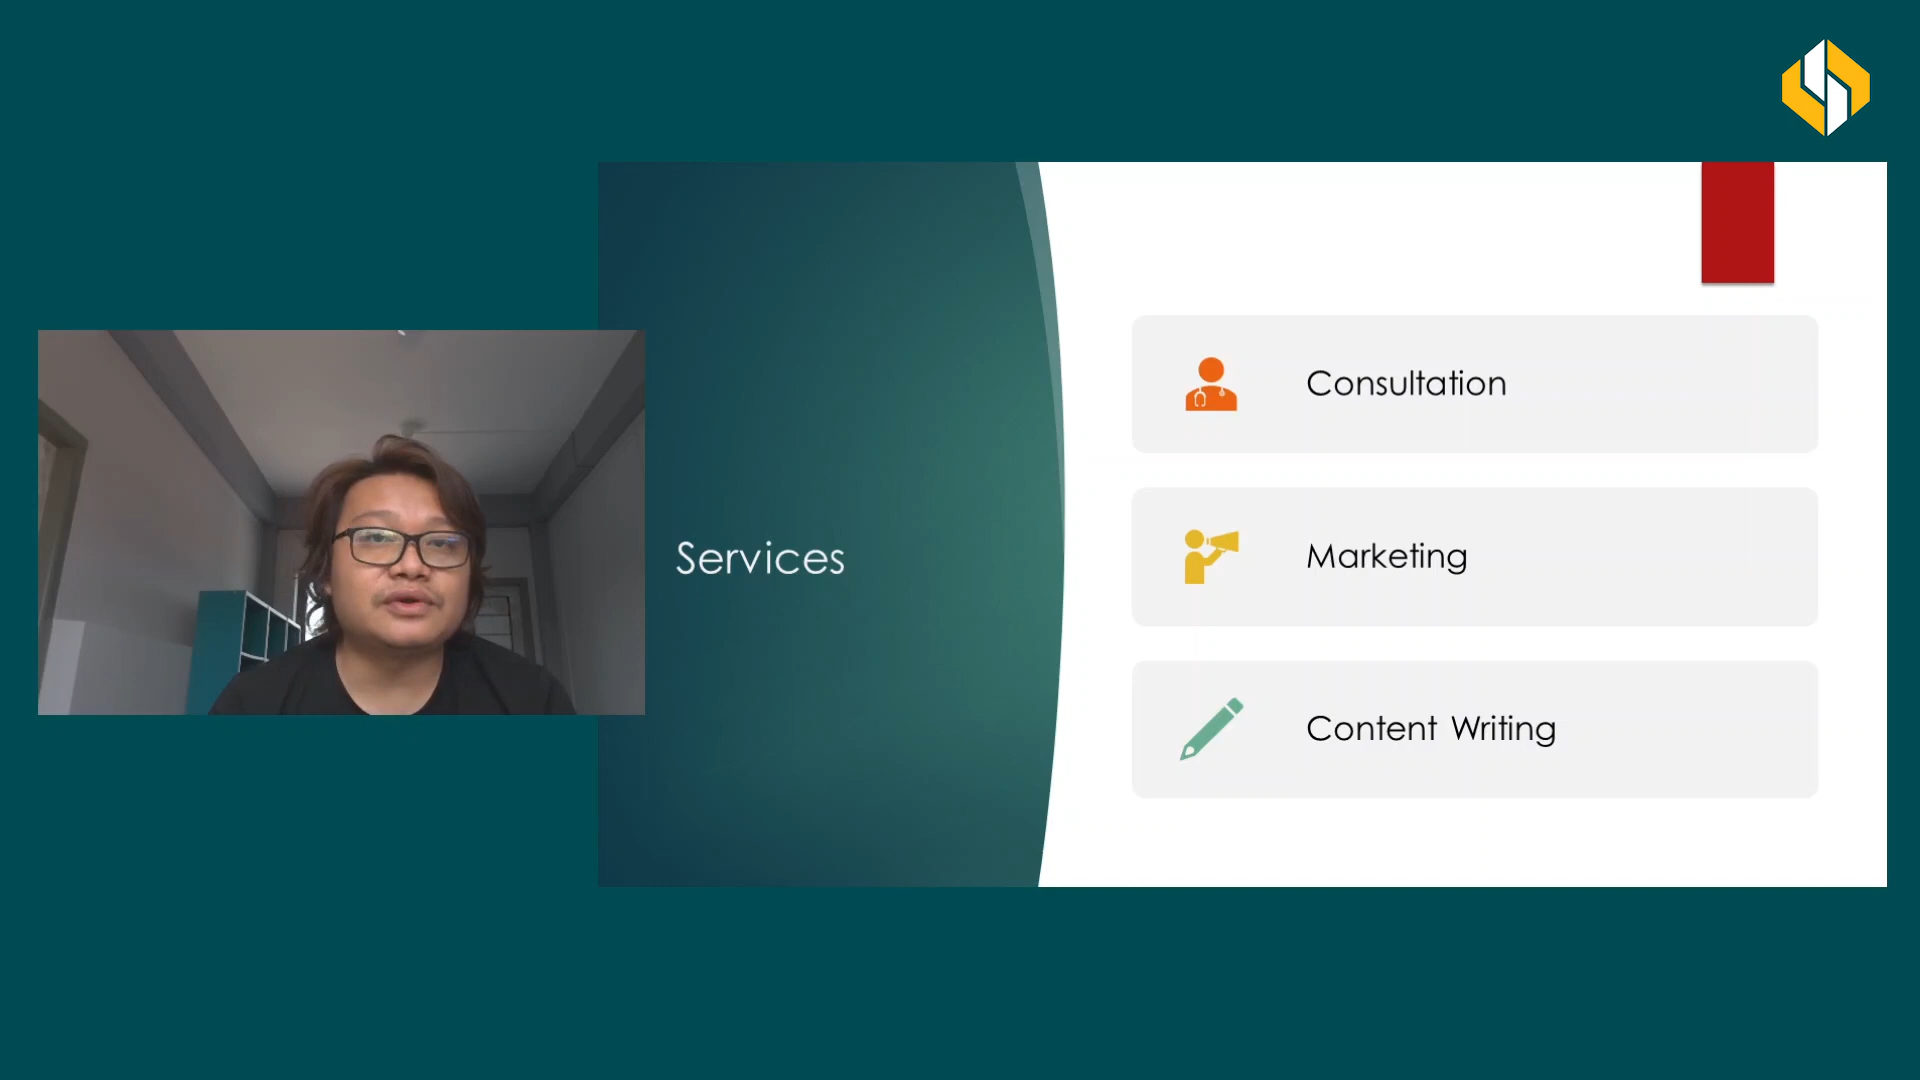 Services
Consultation
Marketing
Content Writing